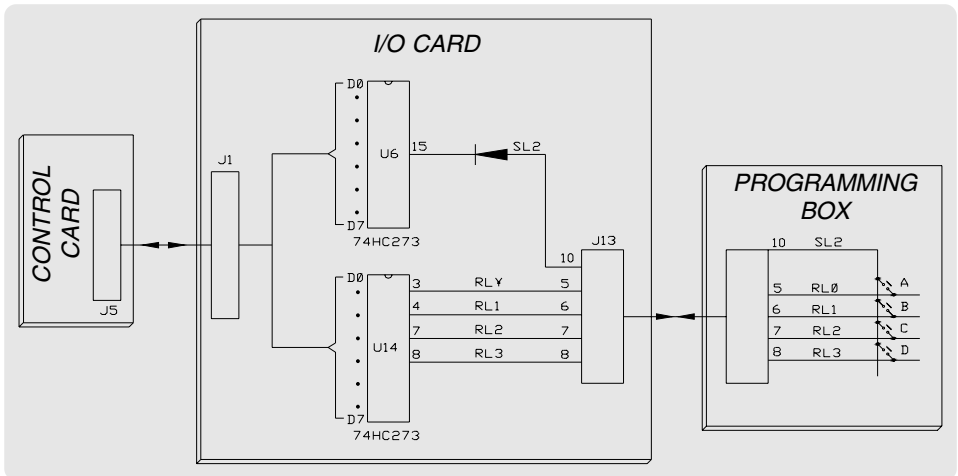 I/O CARD
CONTROL
CARD
J5
J1
D0
D7
U6
15
SL2
74HC273
D0
D7
U14
74HC273
3
RL¥
5
4
RL1
6
7
RL2
7
8
RL3
8
10
J13
PROGRAMMING
BOX
10
SL2
5
RL0
A
6
RL1
B
7
RL2
C
8
RL3
D